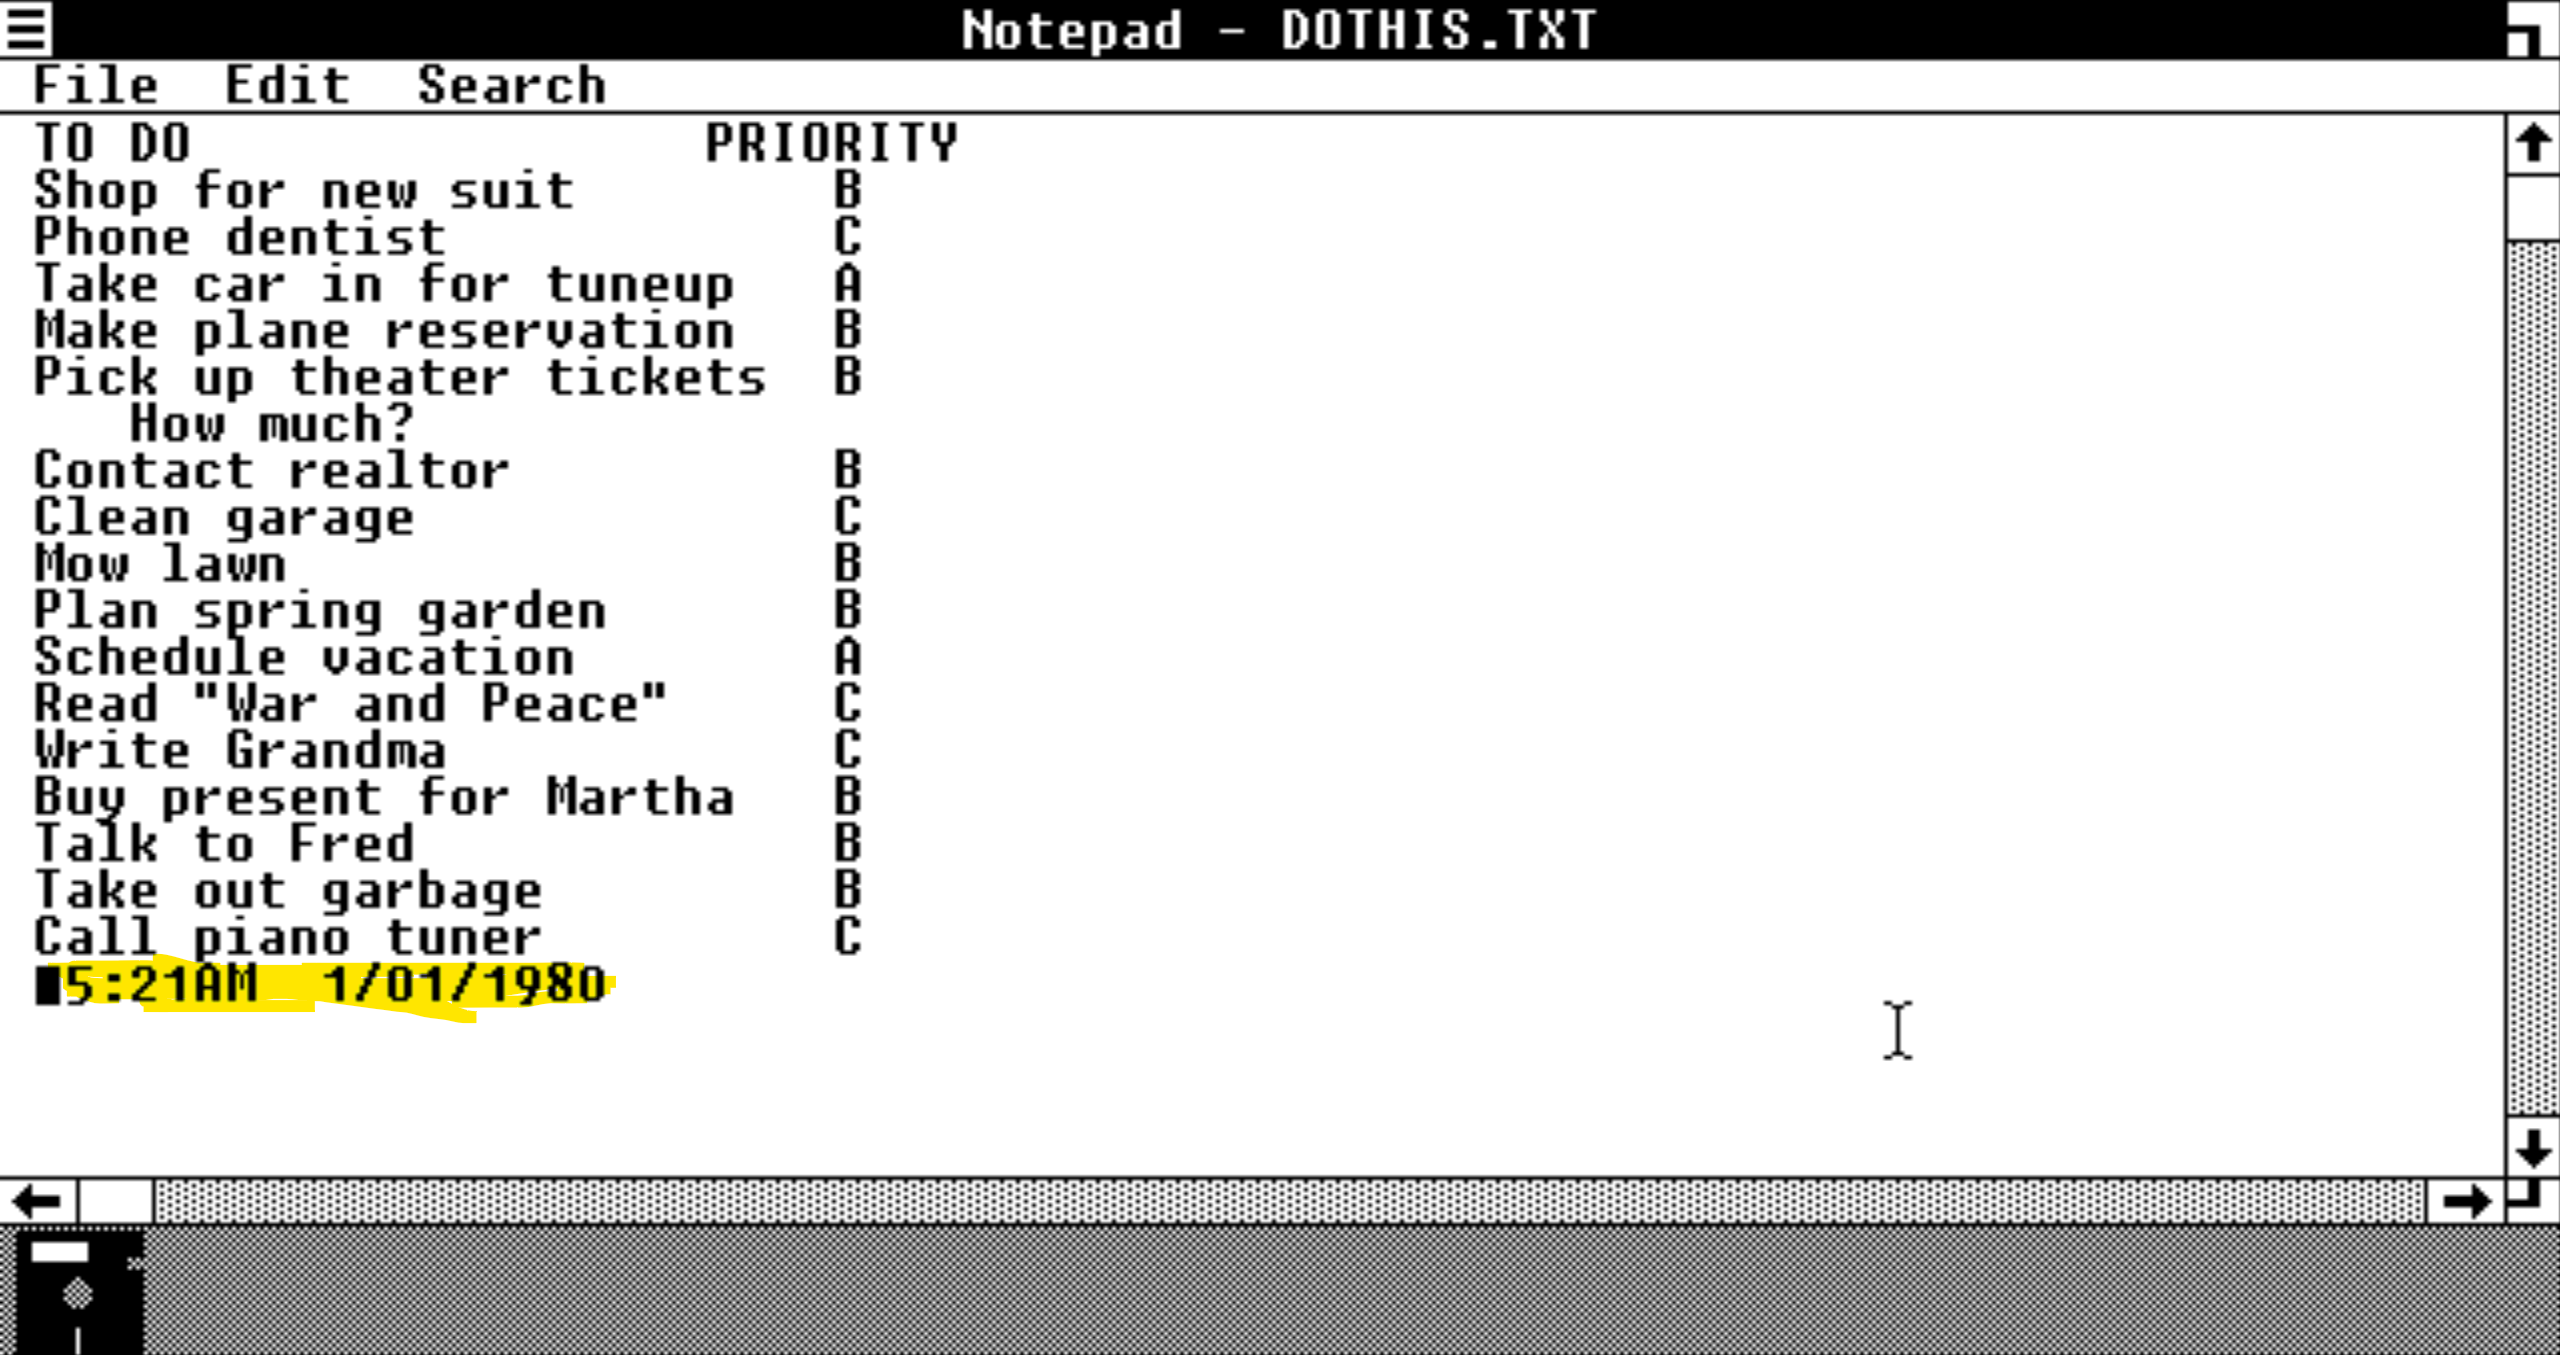 Notepad - DOTHIS.TXT
File Edit Search
TO DO PRIORITY
Shop for new suit B
Phone dentist C
Take car in for tuneup A
Make plane reservation B
Pick up theater tickets B
How much?
Contact realtor B
Clean garage C
Mow lawn B
Plan spring garden B
Schedule vacation A
Read "War and Peace" C
Write Grandma C
Buy present for Martha B
Talk to Fred B
Take out garbage B
Call piano tuner C
5:21AM 1/01/1980